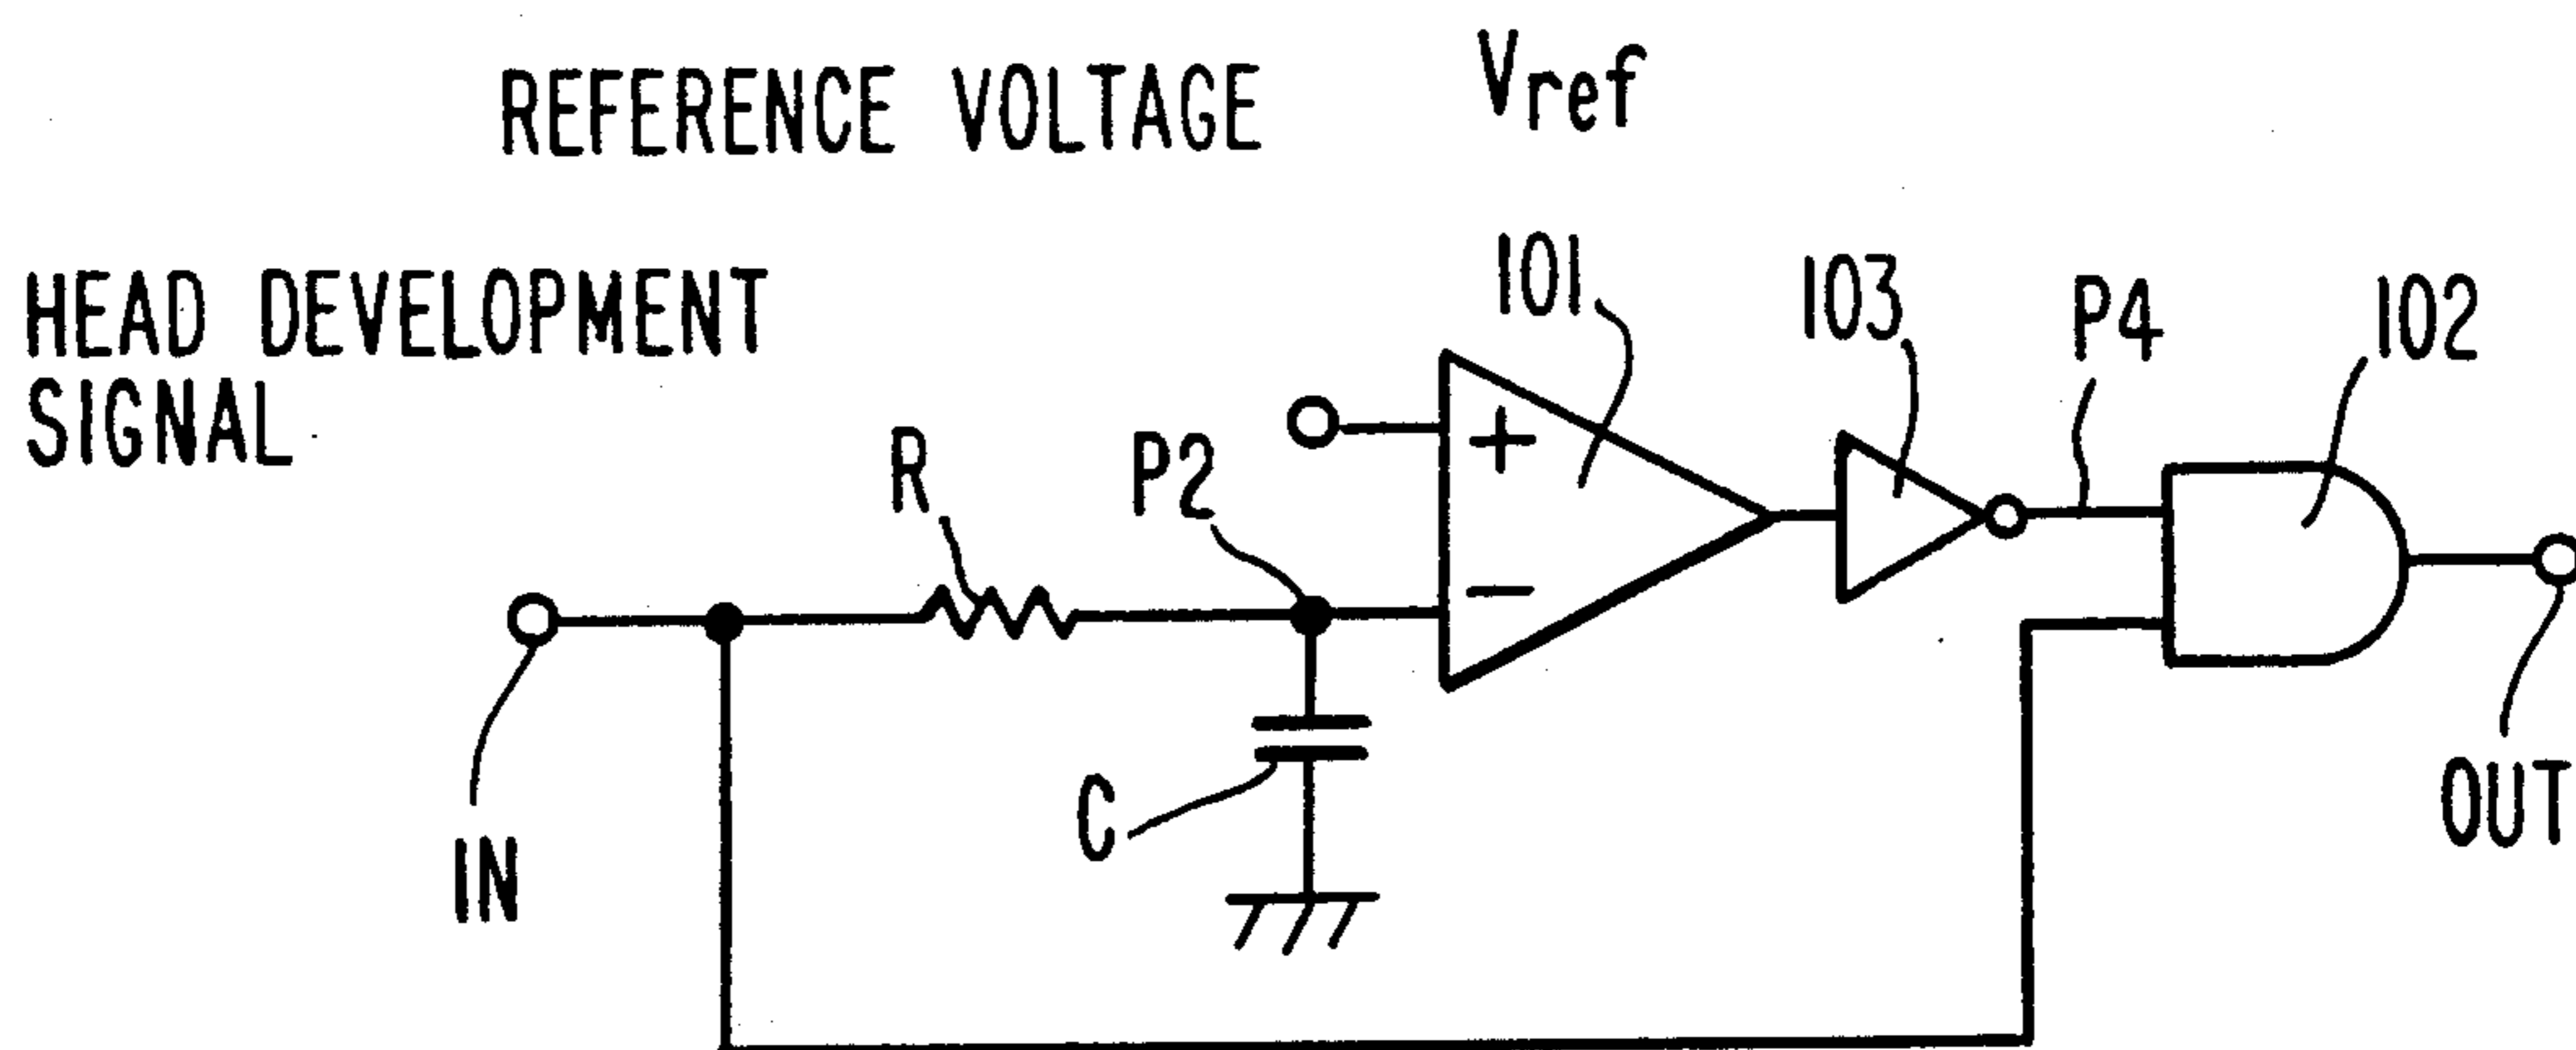 REFERENCE VOLTAGE Vref
HEAD DEVELOPMENT
SIGNAL
101
103
P4
102
R
P2
+
−
C
IN
OUT